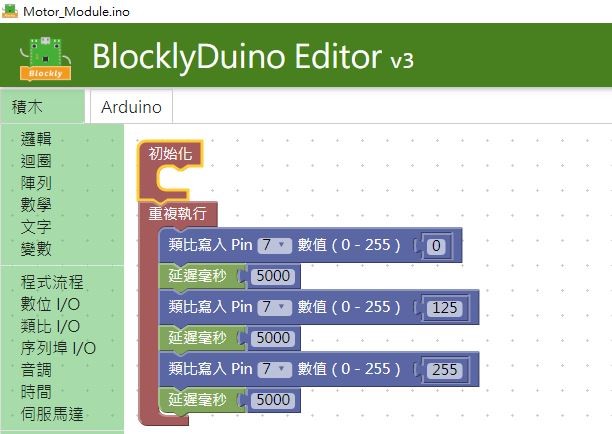 Motor_Module.ino
Blockly
BlocklyDuino Editor v3
積木
Arduino
邏輯
迴圈
陣列
數學
文字
變數
程式流程
數位 I/O
類比 I/O
序列埠 I/O
音調
時間
伺服馬達
初始化
重複執行
類比寫入 Pin 7 數值 ( 0 - 255 ) 0
延遲毫秒 5000
類比寫入 Pin 7 數值 ( 0 - 255 ) 125
延遲毫秒 5000
類比寫入 Pin 7 數值 ( 0 - 255 ) 255
延遲毫秒 5000